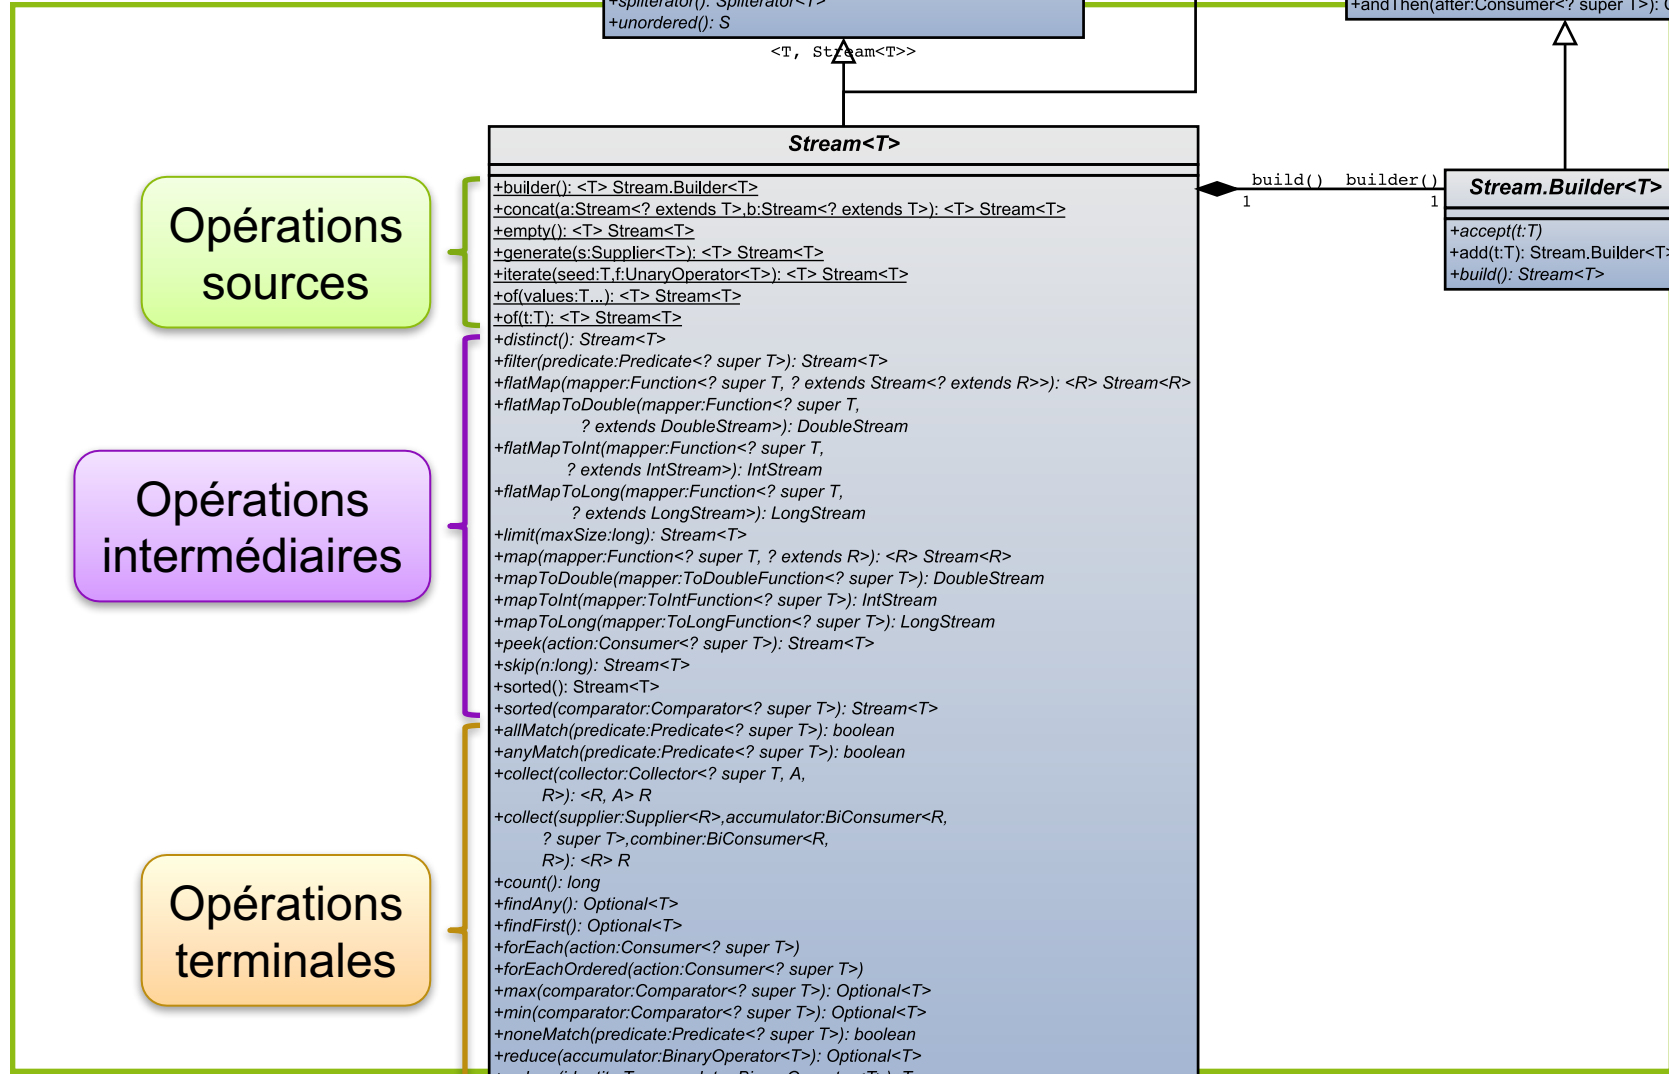 +spliterator(): Spliterator<T>
+unordered(): S
+andThen(after:Consumer<? super T>):
<T, Stream<T>>
Stream<T>
+builder(): <T> Stream.Builder<T>
+concat(a:Stream<? extends T>,b:Stream<? extends T>): <T> Stream<T>
+empty(): <T> Stream<T>
+generate(s:Supplier<T>): <T> Stream<T>
+iterate(seed:T,f:UnaryOperator<T>): <T> Stream<T>
+of(values:T...): <T> Stream<T>
+of(t:T): <T> Stream<T>
+distinct(): Stream<T>
+filter(predicate:Predicate<? super T>): Stream<T>
+flatMap(mapper:Function<? super T, ? extends Stream<? extends R>>): <R> Stream<R>
+flatMapToDouble(mapper:Function<? super T,
? extends DoubleStream>): DoubleStream
+flatMapToInt(mapper:Function<? super T,
? extends IntStream>): IntStream
+flatMapToLong(mapper:Function<? super T,
? extends LongStream>): LongStream
+limit(maxSize:long): Stream<T>
+map(mapper:Function<? super T, ? extends R>): <R> Stream<R>
+mapToDouble(mapper:ToDoubleFunction<? super T>): DoubleStream
+mapToInt(mapper:ToIntFunction<? super T>): IntStream
+mapToLong(mapper:ToLongFunction<? super T>): LongStream
+peek(action:Consumer<? super T>): Stream<T>
+skip(n:long): Stream<T>
+sorted(): Stream<T>
+sorted(comparator:Comparator<? super T>): Stream<T>
+allMatch(predicate:Predicate<? super T>): boolean
+anyMatch(predicate:Predicate<? super T>): boolean
+collect(collector:Collector<? super T, A,
R>): <R, A> R
+collect(supplier:Supplier<R>,accumulator:BiConsumer<R,
? super T>,combiner:BiConsumer<R,
R>): <R> R
+count(): long
+findAny(): Optional<T>
+findFirst(): Optional<T>
+forEach(action:Consumer<? super T>)
+forEachOrdered(action:Consumer<? super T>)
+max(comparator:Comparator<? super T>): Optional<T>
+min(comparator:Comparator<? super T>): Optional<T>
+noneMatch(predicate:Predicate<? super T>): boolean
+reduce(accumulator:BinaryOperator<T>): Optional<T>
Opérations
sources
Opérations
intermédiaires
Opérations
terminales
build() builder()
1 1
Stream.Builder<T>
+accept(t:T)
+add(t:T): Stream.Builder<T>
+build(): Stream<T>